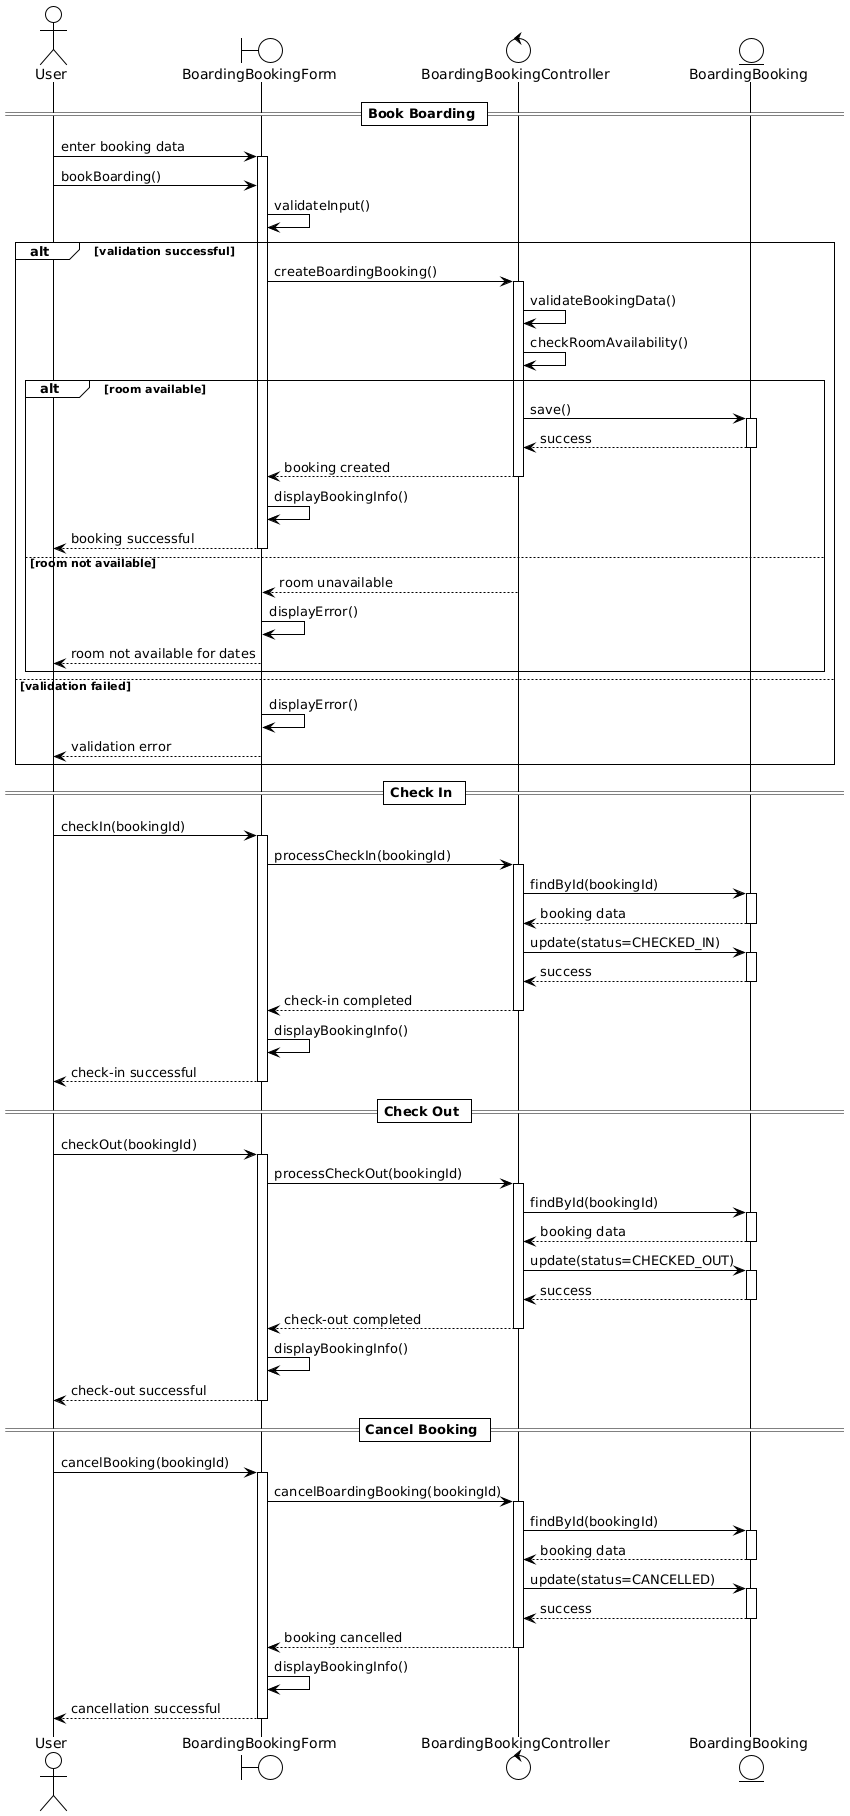 User
BoardingBookingForm
BoardingBookingController
BoardingBooking
Book Boarding
enter booking data
bookBoarding()
validateInput()
alt
[validation successful]
createBoardingBooking()
validateBookingData()
checkRoomAvailability()
alt
[room available]
save()
success
booking created
displayBookingInfo()
booking successful
[room not available]
room unavailable
displayError()
room not available for dates
[validation failed]
displayError()
validation error
Check In
checkIn(bookingId)
processCheckIn(bookingId)
findById(bookingId)
booking data
update(status=CHECKED_IN)
success
check-in completed
displayBookingInfo()
check-in successful
Check Out
checkOut(bookingId)
processCheckOut(bookingId)
findById(bookingId)
booking data
update(status=CHECKED_OUT)
success
check-out completed
displayBookingInfo()
check-out successful
Cancel Booking
cancelBooking(bookingId)
cancelBoardingBooking(bookingId)
findById(bookingId)
booking data
update(status=CANCELLED)
success
booking cancelled
displayBookingInfo()
cancellation successful
User
BoardingBookingForm
BoardingBookingController
BoardingBooking